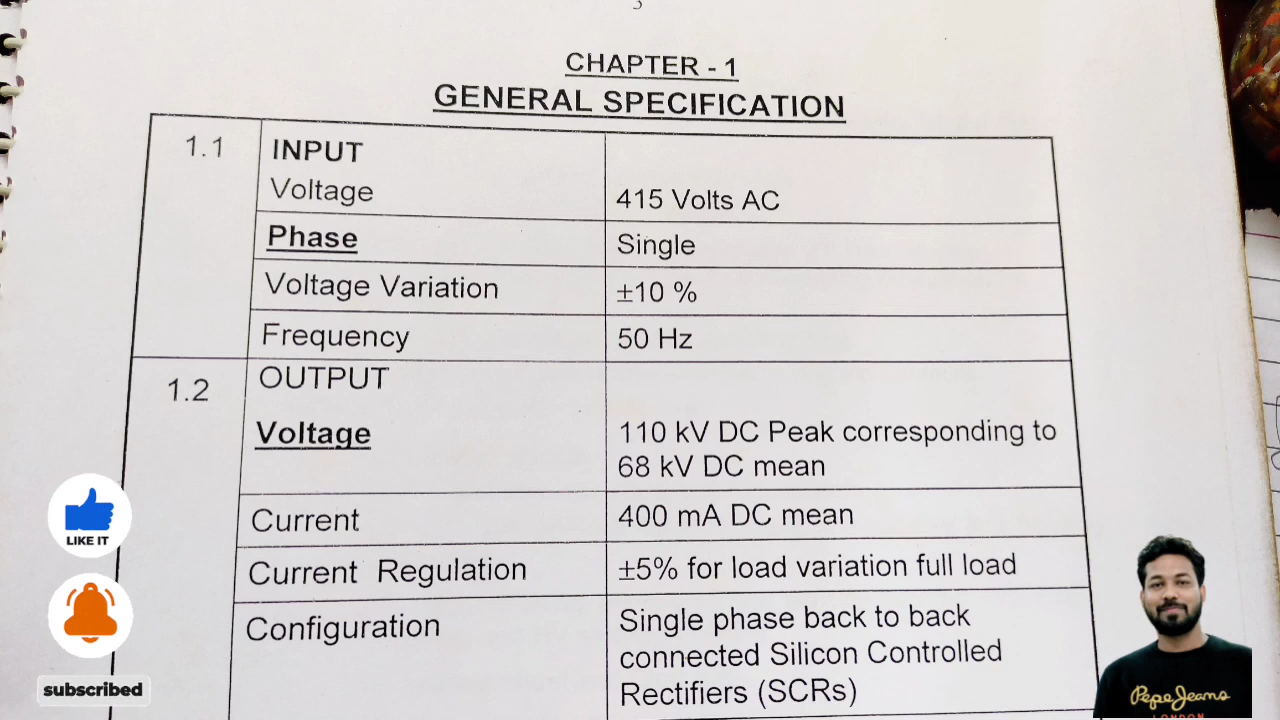 CHAPTER - 1
GENERAL SPECIFICATION
1.1
INPUT
Voltage
415 Volts AC
Phase
Single
Voltage Variation
±10 %
Frequency
50 Hz
1.2
OUTPUT
Voltage
110 kV DC Peak corresponding to
68 kV DC mean
Current
400 mA DC mean
Current Regulation
±5% for load variation full load
Configuration
Single phase back to back
connected Silicon Controlled
Rectifiers (SCRs)
LIKE IT
subscribed
Pepe Jeans
LONDON